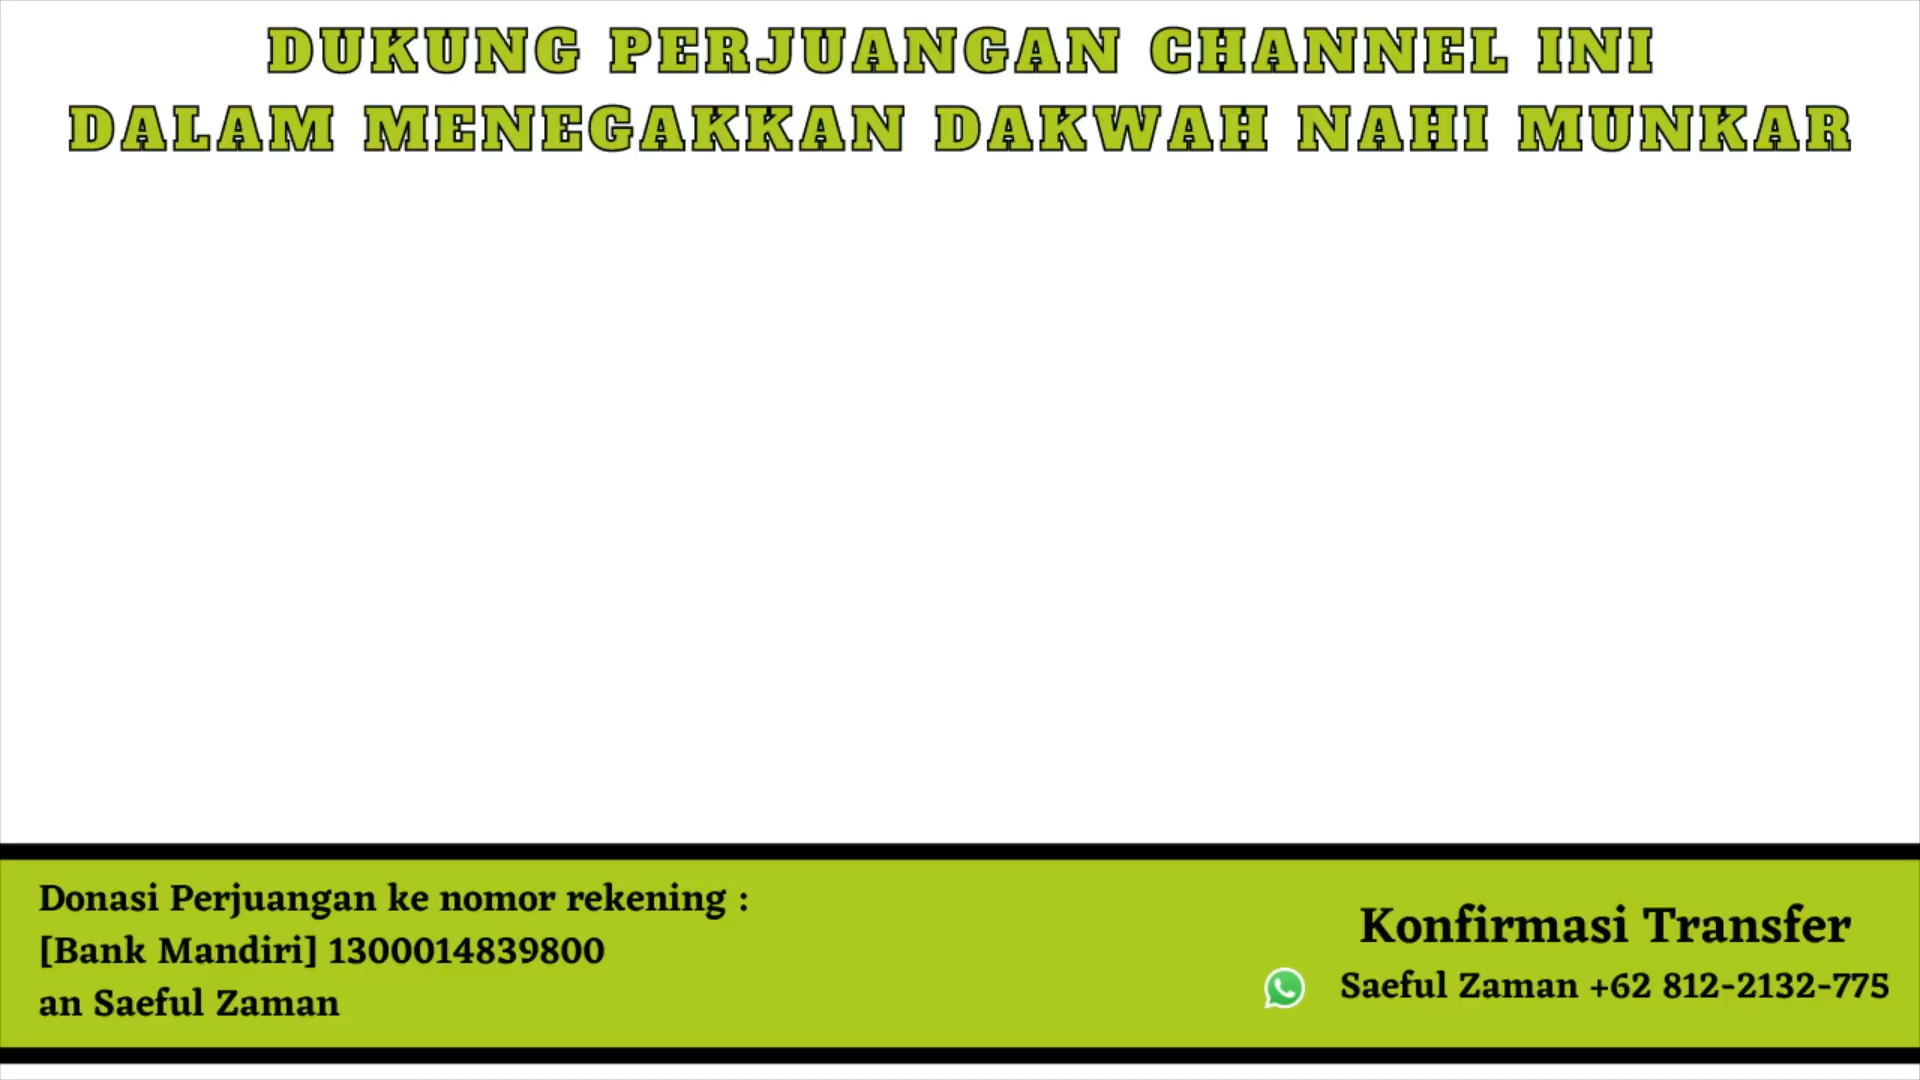 DUKUNG PERJUANGAN CHANNEL INI
DALAM MENEGAKKAN DAKWAH NAHI MUNKAR
Donasi Perjuangan ke nomor rekening :
[Bank Mandiri] 1300014839800
an Saeful Zaman
Konfirmasi Transfer
Saeful Zaman +62 812-2132-775